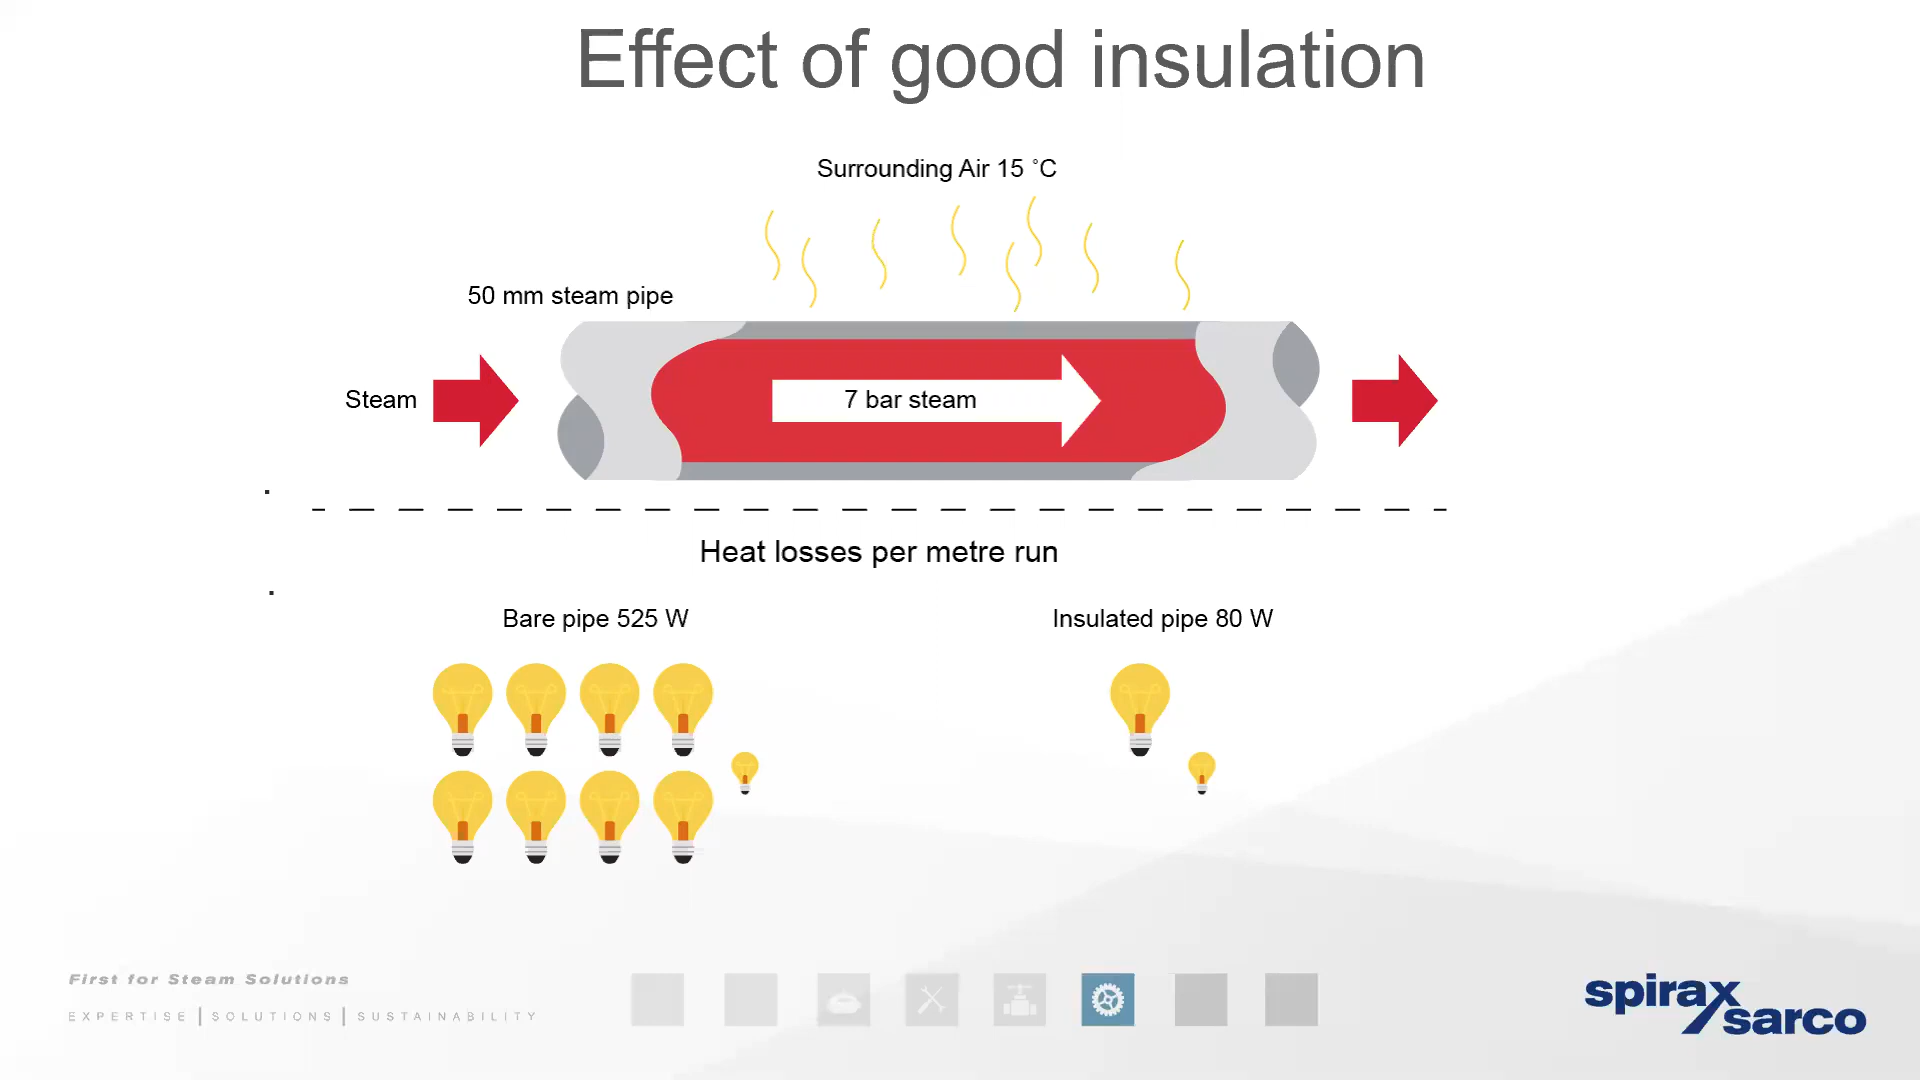 Effect of good insulation
Surrounding Air 15 ˚C
50 mm steam pipe
Steam
7 bar steam
Heat losses per metre run
Bare pipe 525 W
Insulated pipe 80 W
First for Steam Solutions
EXPERTISE | SOLUTIONS | SUSTAINABILITY
spirax
sarco